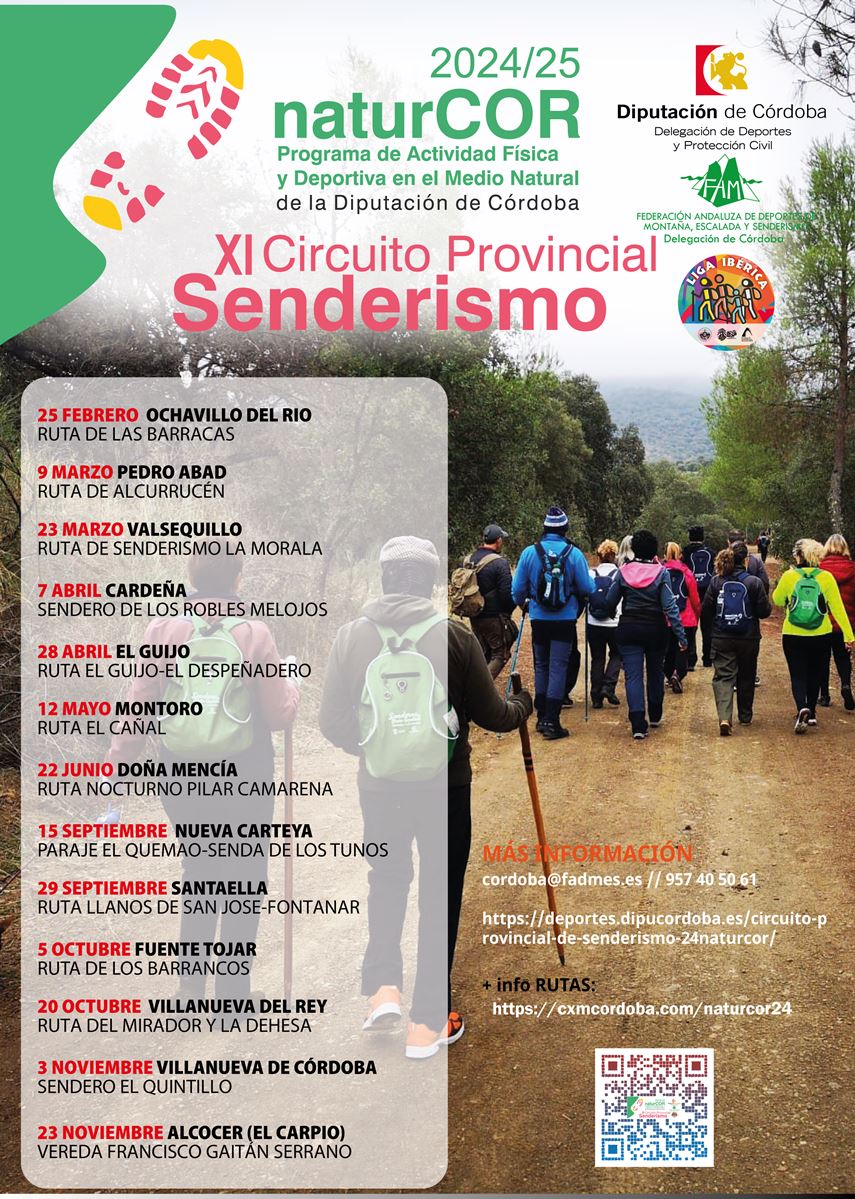 2024/25
naturCOR
Programa de Actividad Física
y Deportiva en el Medio Natural
de la Diputación de Córdoba
Diputación de Córdoba
Delegación de Deportes
y Protección Civil
FAM
FEDERACIÓN ANDALUZA DE DEPORTES DE
MONTAÑA, ESCALADA Y SENDERISMO
Delegación de Córdoba
LIGA IBÉRICA
XI Circuito Provincial
Senderismo
25 FEBRERO OCHAVILLO DEL RIO
RUTA DE LAS BARRACAS
9 MARZO PEDRO ABAD
RUTA DE ALCURRUCÉN
23 MARZO VALSEQUILLO
RUTA DE SENDERISMO LA MORALA
7 ABRIL CARDEÑA
SENDERO DE LOS ROBLES MELOJOS
28 ABRIL EL GUIJO
RUTA EL GUIJO-EL DESPEÑADERO
12 MAYO MONTORO
RUTA EL CAÑAL
22 JUNIO DOÑA MENCÍA
RUTA NOCTURNO PILAR CAMARENA
15 SEPTIEMBRE NUEVA CARTEYA
PARAJE EL QUEMAO-SENDA DE LOS TUNOS
29 SEPTIEMBRE SANTAELLA
RUTA LLANOS DE SAN JOSE-FONTANAR
5 OCTUBRE FUENTE TOJAR
RUTA DE LOS BARRANCOS
20 OCTUBRE VILLANUEVA DEL REY
RUTA DEL MIRADOR Y LA DEHESA
3 NOVIEMBRE VILLANUEVA DE CÓRDOBA
SENDERO EL QUINTILLO
23 NOVIEMBRE ALCOCER (EL CARPIO)
VEREDA FRANCISCO GAITÁN SERRANO
MÁS INFORMACIÓN
cordoba@fadmes.es // 957 40 50 61
https://deportes.dipucordoba.es/circuito-p
rovincial-de-senderismo-24naturcor/
+ info RUTAS:
https://cxmcordoba.com/naturcor24
naturCOR
Senderismo